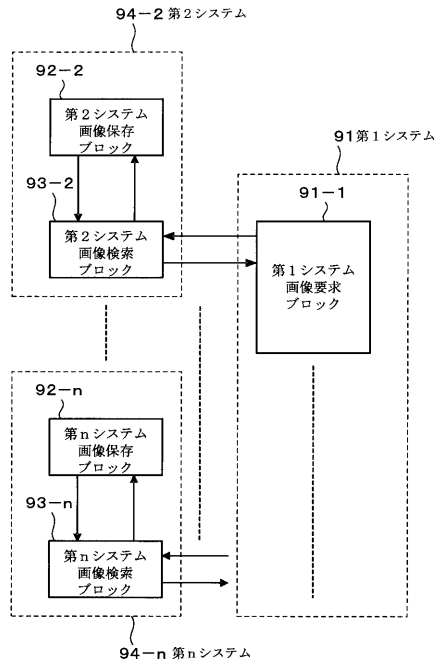 94-2 第2システム
92-2
第2システム
画像保存
ブロック
93-2
第2システム
画像検索
ブロック
91 第1システム
91-1
第1システム
画像要求
ブロック
92-n
第nシステム
画像保存
ブロック
93-n
第nシステム
画像検索
ブロック
94-n 第nシステム